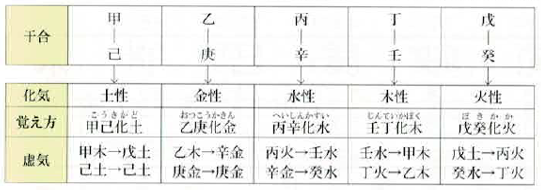 干合 甲 乙 丙 丁 戊
己 庚 辛 壬 癸
化気 土性 金性 水性 木性 火性
こうきかど おつこうかきん へいしんかすい じんていかぼく ぼきかか
覚え方 甲己化土 乙庚化金 丙辛化水 壬丁化木 戊癸化火
虚気 甲木→戊土 乙木→辛金 丙火→壬水 壬水→甲木 戊土→丙火
己土→己土 庚金→庚金 辛金→癸水 丁火→乙木 癸水→丁火